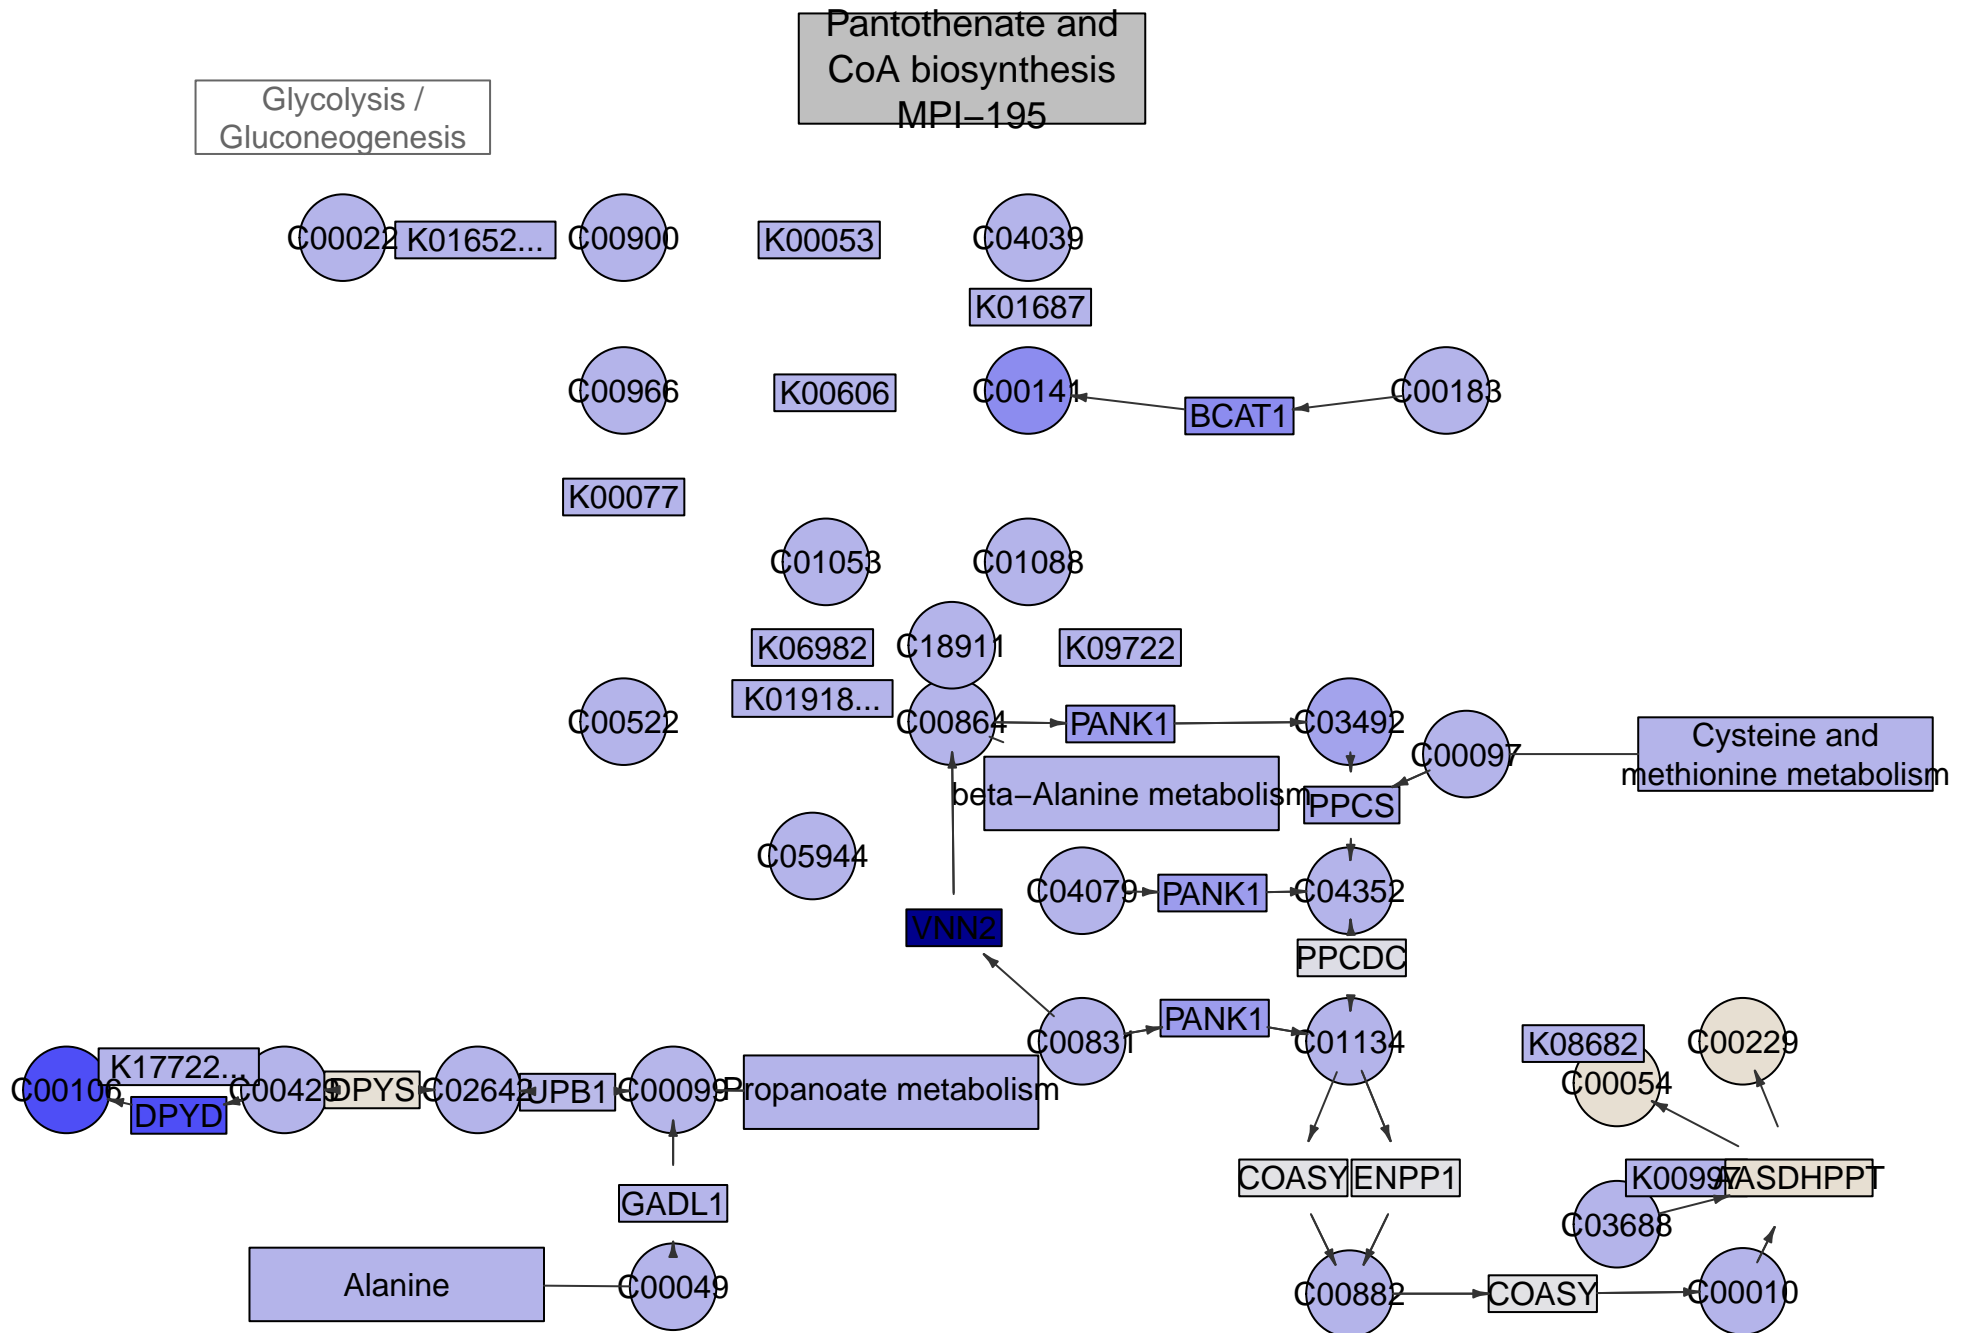 Pantothenate and
CoA biosynthesis
MPI−195
Glycolysis /
Gluconeogenesis
C00022
K01652...
C00900
K00053
C04039
K01687
C00966
K00606
C00141
BCAT1
C00183
K00077
C01053
C01088
K06982
C18911
K09722
K01918...
C00522
C00864
PANK1
C03492
C00097
Cysteine and
methionine metabolism
beta−Alanine metabolism
PPCS
C05944
C04079
PANK1
C04352
VNN2
PPCDC
C00831
PANK1
C01134
K08682
C00229
C00054
C00106
K17722...
DPYD
C00429
DPYS
C02642
UPB1
C00099
Propanoate metabolism
COASY
ENPP1
K00997
AASDHPPT
GADL1
C03688
Alanine
C00049
C00882
COASY
C00010